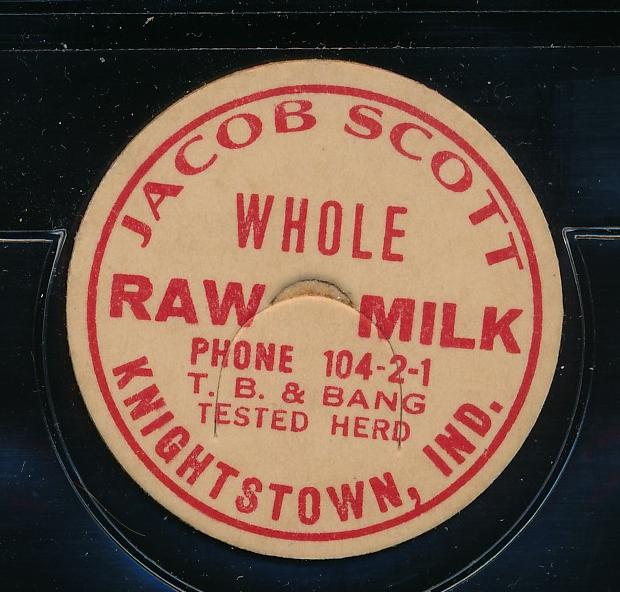 JACOB SCOTT
WHOLE
RAW MILK
PHONE 104-2-1
T. B. & BANG
TESTED HERD
KNIGHTSTOWN, IND.